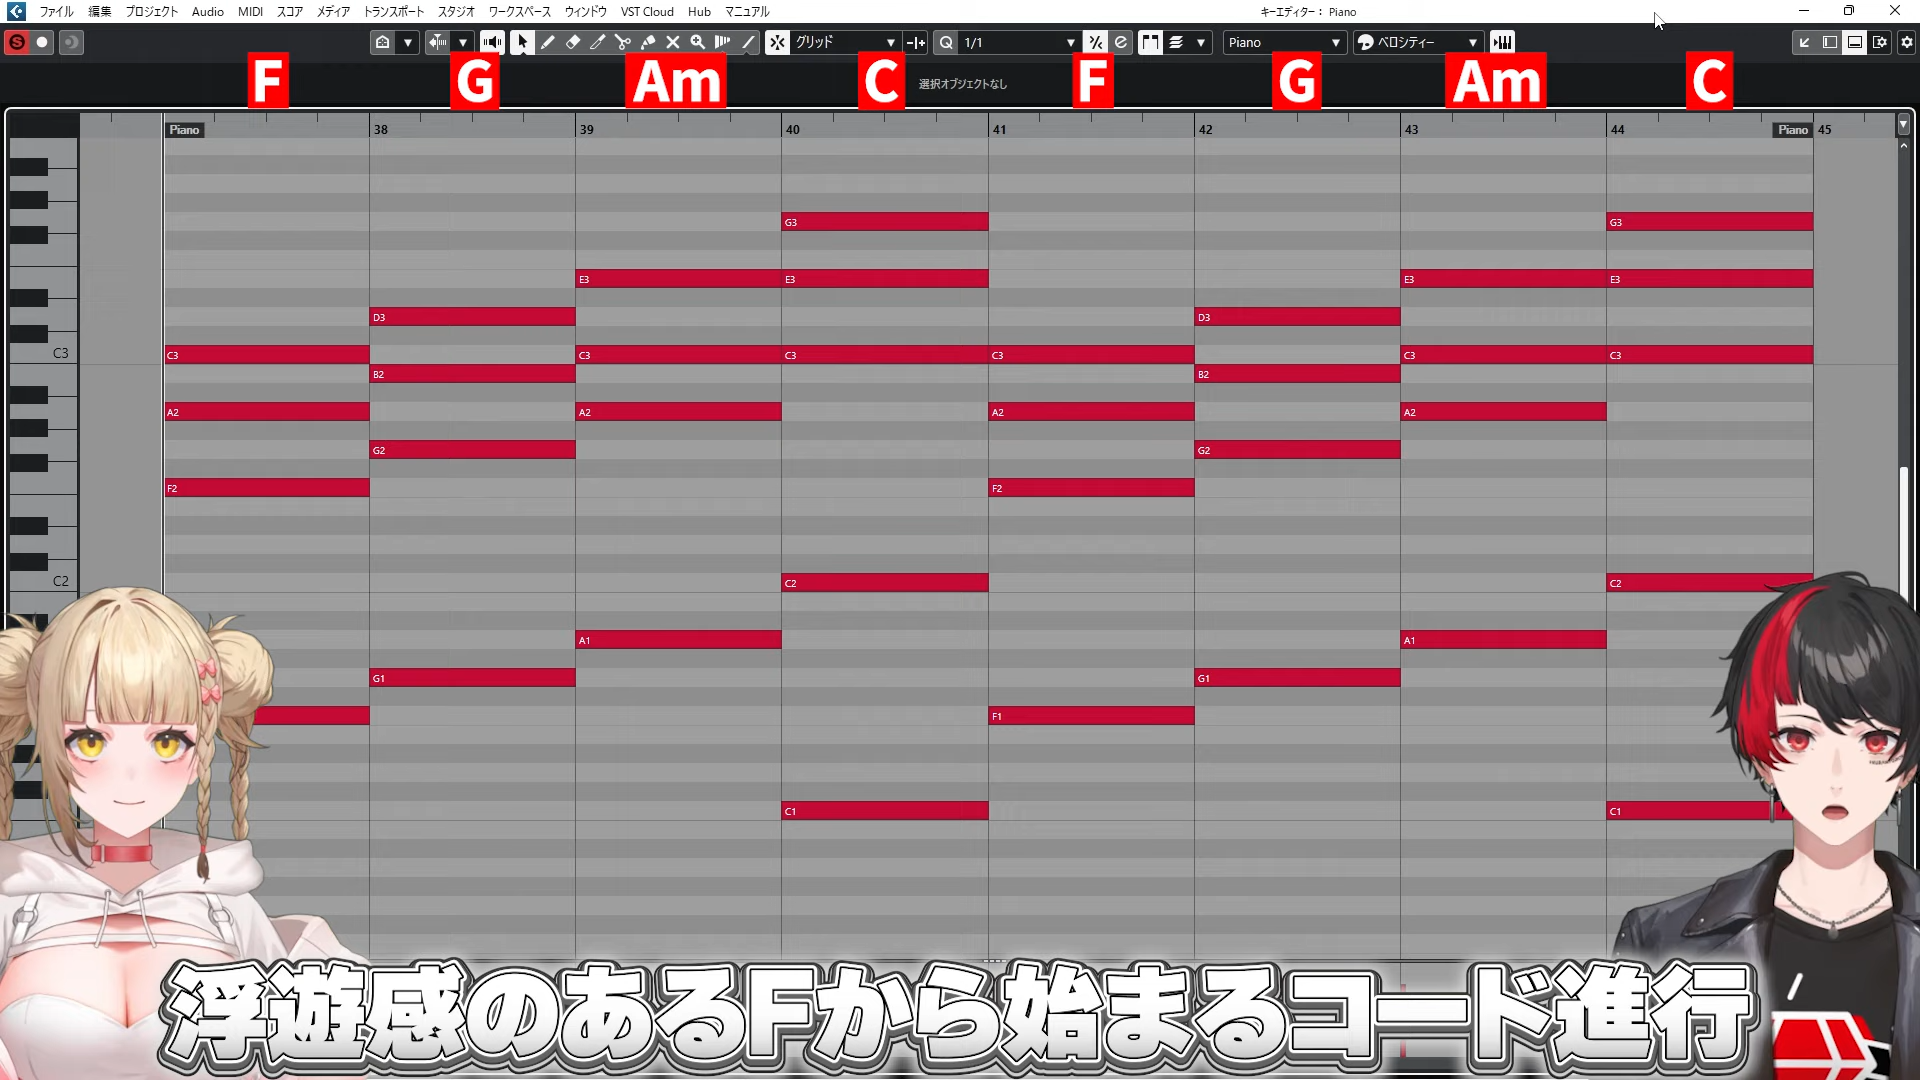 ファイル 編集 プロジェクト Audio MIDI スコア メディア トランスポート スタジオ ワークスペース ウィンドウ VST Cloud Hub マニュアル キーエディター： Piano
S グリッド Q 1/1 Piano ベロシティー
F G Am C F G Am C
選択オブジェクトなし
Piano 38 39 40 41 42 43 44 Piano 45
G3 G3
E3 E3 E3 E3
D3 D3
C3 C3 C3 C3 C3 C3 C3
B2 B2
A2 A2 A2 A2
G2 G2
F2 F2
C2 C2 C2
A1 A1
G1 G1
F1
C1 C1
浮遊感のあるFから始まるコード進行